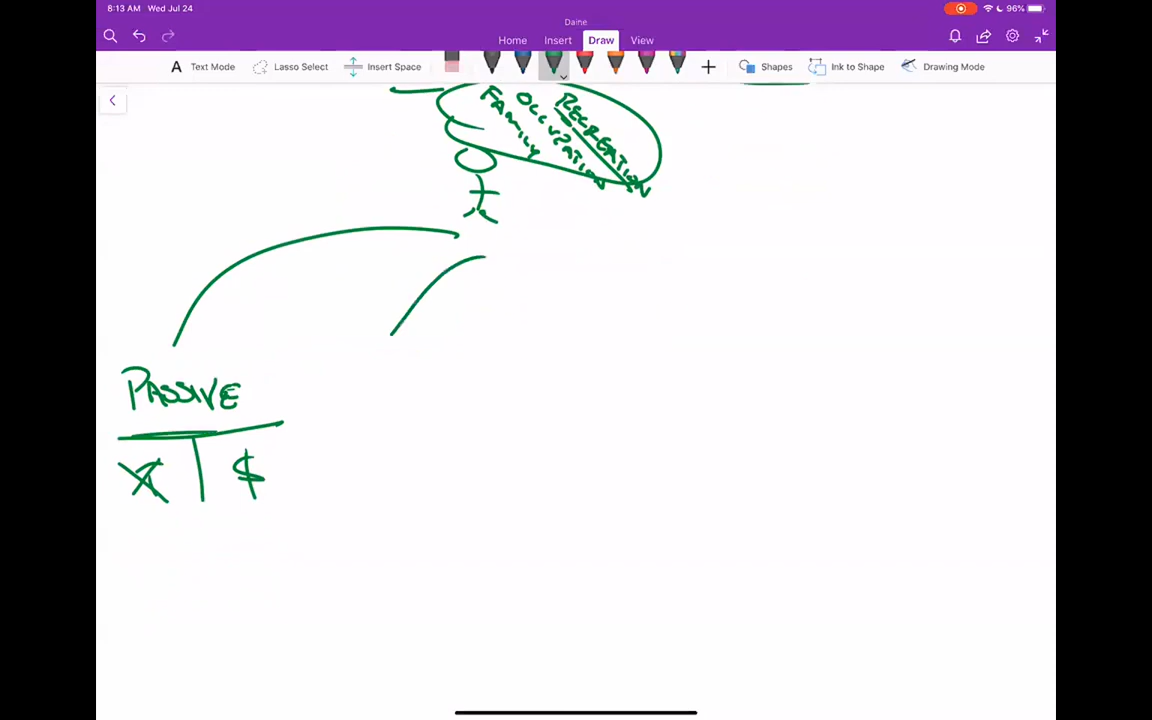 8:13 AM Wed Jul 24
96%
Daine
Home Insert Draw View
A Text Mode Lasso Select Insert Space Shapes Ink to Shape Drawing Mode
FAMILY
OCCUPATION
RECREATION
PASSIVE
$